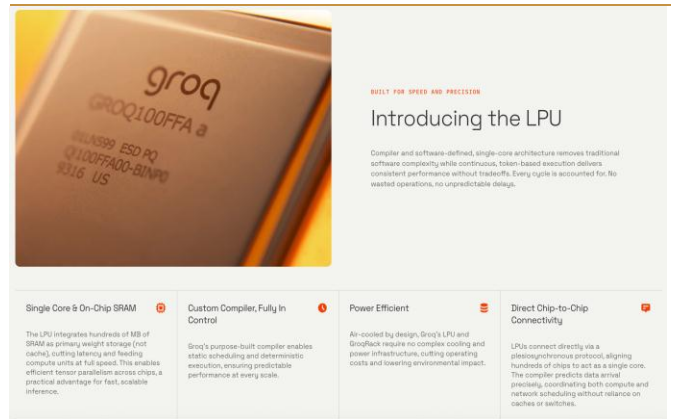 groq
GROQ100FFA a
ESD PQ
Q100FFA00-BINP0
9316 US
BUILT FOR SPEED AND PRECISION
Introducing the LPU
Compiler and software-defined, single-core architecture removes traditional
software complexity while continuous, token-based execution delivers
consistent performance without tradeoffs. Every cycle is accounted for. No
wasted operations, no unpredictable delays.
Single Core & On-Chip SRAM
The LPU integrates hundreds of MB of
SRAM as primary weight storage (not
cache), cutting latency and feeding
compute units at full speed. This enables
efficient tensor parallelism across chips, a
practical advantage for fast, scalable
inference.
Custom Compiler, Fully In
Control
Groq's purpose-built compiler enables
static scheduling and deterministic
execution, ensuring predictable
performance at every scale.
Power Efficient
Air-cooled by design, Groq's LPU and
GroqRack require no complex cooling and
power infrastructure, cutting operating
costs and lowering environmental impact.
Direct Chip-to-Chip
Connectivity
LPUs connect directly via a
plesiosynchronous protocol, aligning
hundreds of chips to act as a single core.
The compiler predicts data arrival
precisely, coordinating both compute and
network scheduling without reliance on
caches or switches.